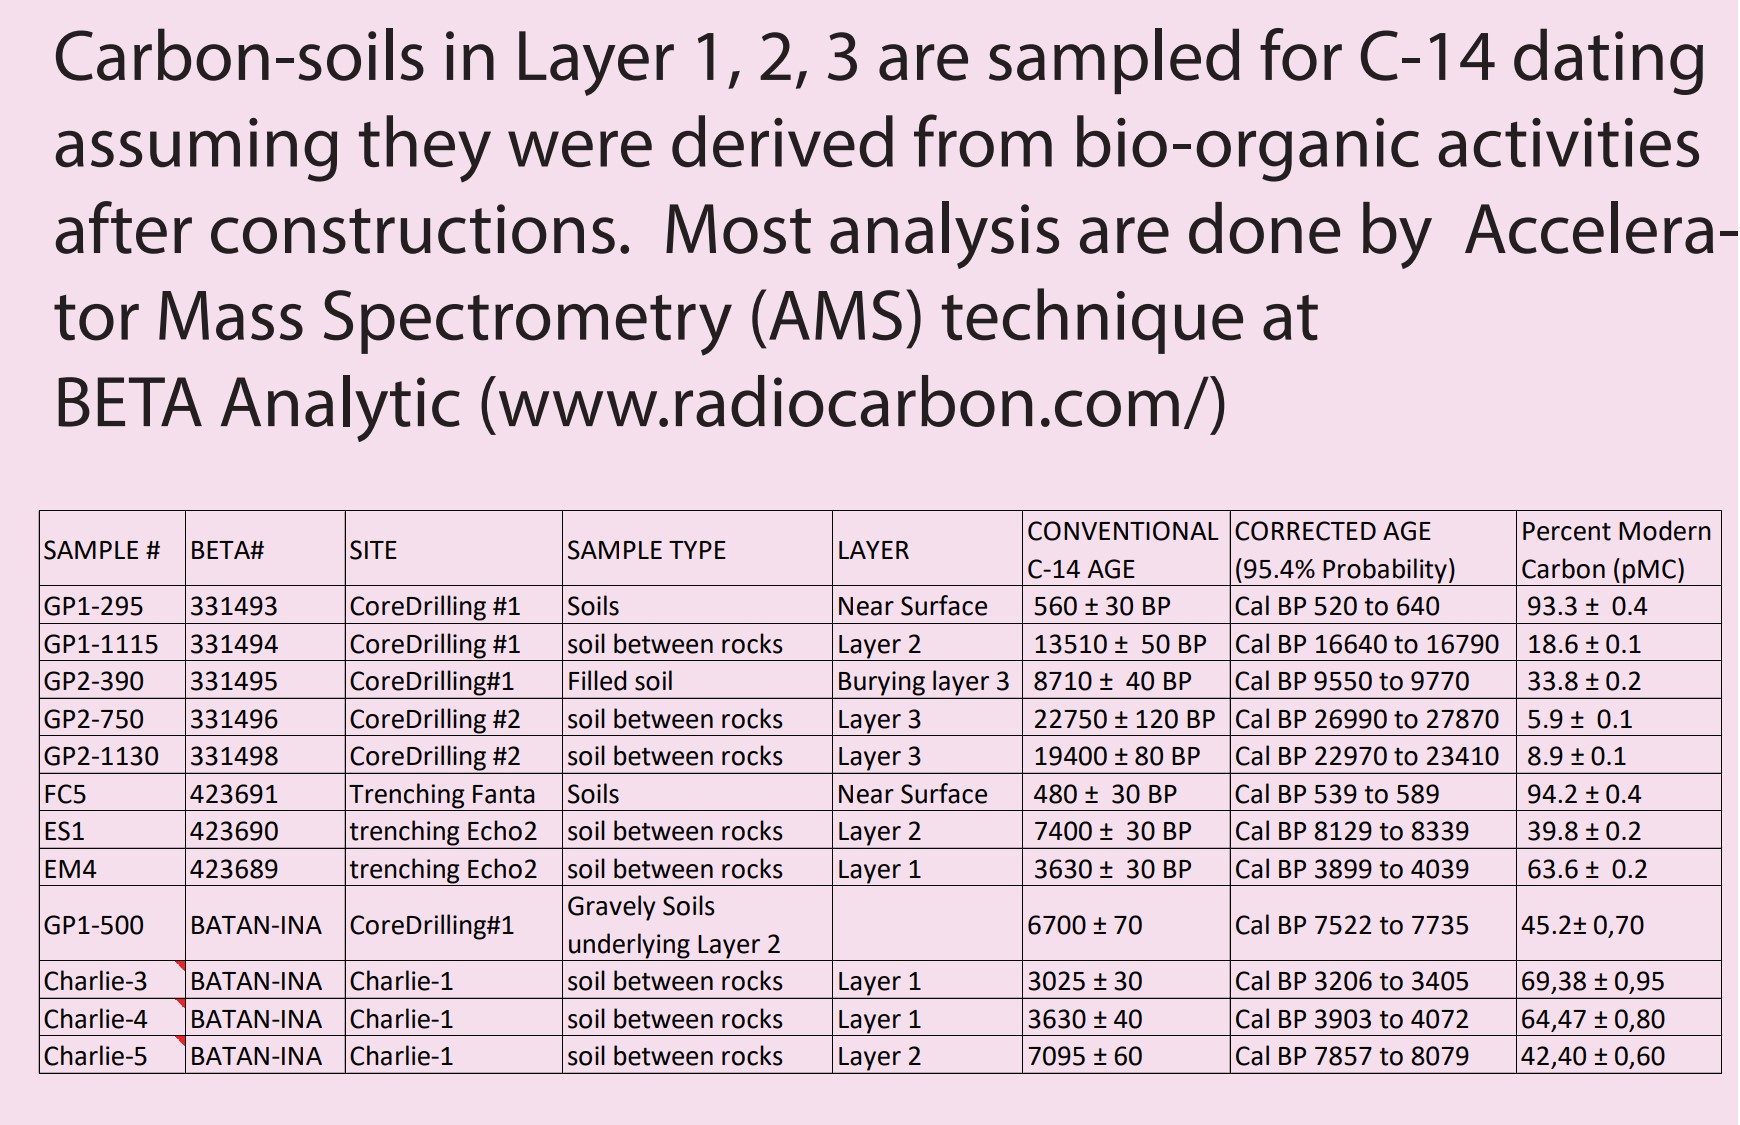 Carbon-soils in Layer 1, 2, 3 are sampled for C-14 dating
assuming they were derived from bio-organic activities
after constructions.  Most analysis are done by  Accelera-
tor Mass Spectrometry (AMS) technique at
BETA Analytic (www.radiocarbon.com/)
SAMPLE # BETA# SITE SAMPLE TYPE LAYER CONVENTIONAL C-14 AGE CORRECTED AGE (95.4% Probability) Percent Modern Carbon (pMC)
GP1-295 331493 CoreDrilling #1 Soils Near Surface 560 ± 30 BP Cal BP 520 to 640 93.3 ± 0.4
GP1-1115 331494 CoreDrilling #1 soil between rocks Layer 2 13510 ± 50 BP Cal BP 16640 to 16790 18.6 ± 0.1
GP2-390 331495 CoreDrilling#1 Filled soil Burying layer 3 8710 ± 40 BP Cal BP 9550 to 9770 33.8 ± 0.2
GP2-750 331496 CoreDrilling #2 soil between rocks Layer 3 22750 ± 120 BP Cal BP 26990 to 27870 5.9 ± 0.1
GP2-1130 331498 CoreDrilling #2 soil between rocks Layer 3 19400 ± 80 BP Cal BP 22970 to 23410 8.9 ± 0.1
FC5 423691 Trenching Fanta Soils Near Surface 480 ± 30 BP Cal BP 539 to 589 94.2 ± 0.4
ES1 423690 trenching Echo2 soil between rocks Layer 2 7400 ± 30 BP Cal BP 8129 to 8339 39.8 ± 0.2
EM4 423689 trenching Echo2 soil between rocks Layer 1 3630 ± 30 BP Cal BP 3899 to 4039 63.6 ± 0.2
GP1-500 BATAN-INA CoreDrilling#1 Gravely Soils underlying Layer 2 6700 ± 70 Cal BP 7522 to 7735 45.2± 0,70
Charlie-3 BATAN-INA Charlie-1 soil between rocks Layer 1 3025 ± 30 Cal BP 3206 to 3405 69,38 ± 0,95
Charlie-4 BATAN-INA Charlie-1 soil between rocks Layer 1 3630 ± 40 Cal BP 3903 to 4072 64,47 ± 0,80
Charlie-5 BATAN-INA Charlie-1 soil between rocks Layer 2 7095 ± 60 Cal BP 7857 to 8079 42,40 ± 0,60